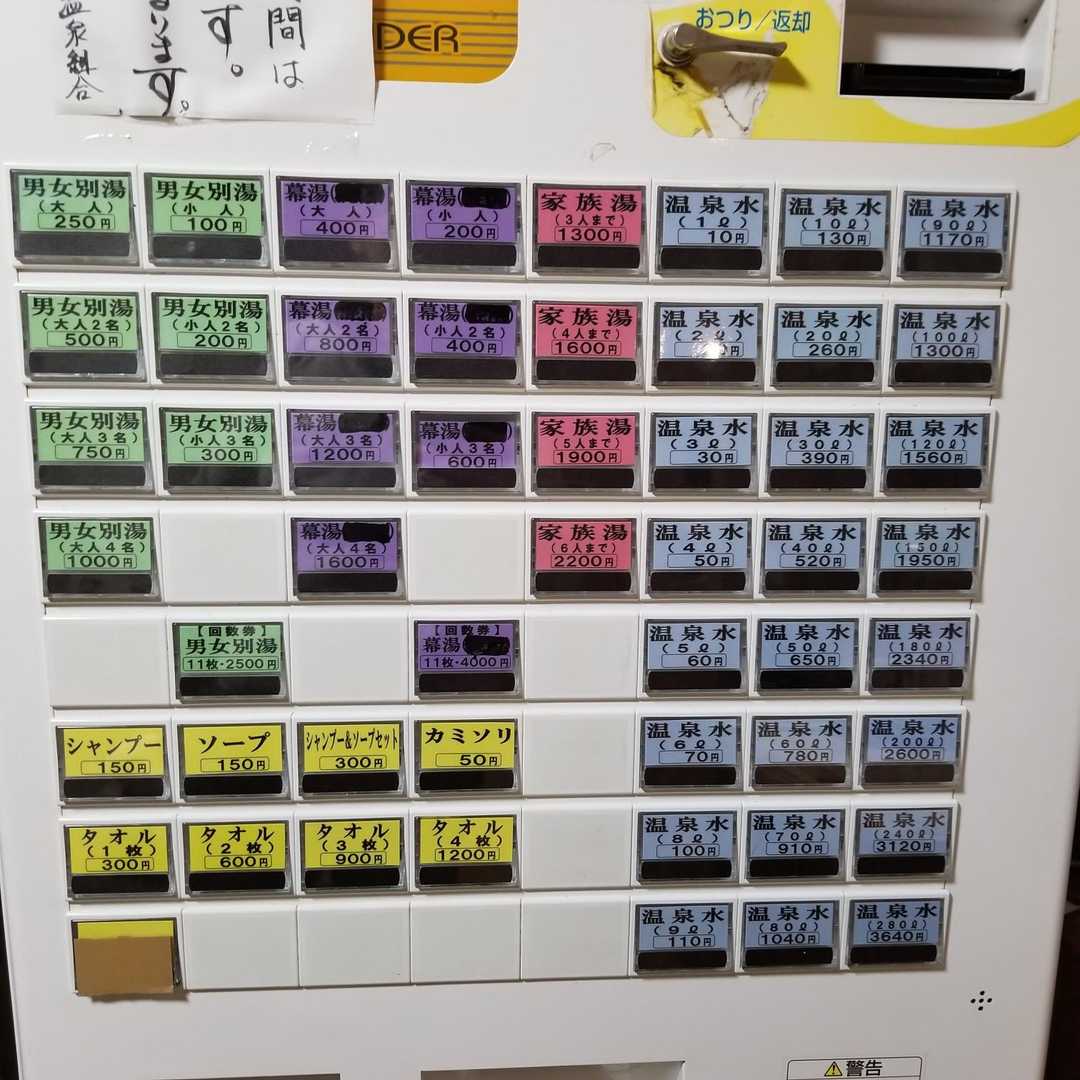 間は
す。
ります。
温泉組合
DER
おつり/返却
男女別湯
(大人)
250円
男女別湯
(小人)
100円
幕湯
(大人)
400円
幕湯
(小人)
200円
家族湯
(3人まで)
1300円
温泉水
(1ℓ)
10円
温泉水
(10ℓ)
130円
温泉水
(90ℓ)
1170円
男女別湯
(大人2名)
500円
男女別湯
(小人2名)
200円
幕湯
(大人2名)
800円
幕湯
(小人2名)
400円
家族湯
(4人まで)
1600円
温泉水
(2ℓ)
温泉水
(20ℓ)
260円
温泉水
(100ℓ)
1300円
男女別湯
(大人3名)
750円
男女別湯
(小人3名)
300円
幕湯
(大人3名)
1200円
幕湯
(小人3名)
600円
家族湯
(5人まで)
1900円
温泉水
(3ℓ)
30円
温泉水
(30ℓ)
390円
温泉水
(120ℓ)
1560円
男女別湯
(大人4名)
1000円
幕湯
(大人4名)
1600円
家族湯
(6人まで)
2200円
温泉水
(4ℓ)
50円
温泉水
(40ℓ)
520円
温泉水
(150ℓ)
1950円
【回数券】
男女別湯
11枚・2500円
【回数券】
幕湯
11枚・4000円
温泉水
(5ℓ)
60円
温泉水
(50ℓ)
650円
温泉水
(180ℓ)
2340円
シャンプー
150円
ソープ
150円
シャンプー&ソープセット
300円
カミソリ
50円
温泉水
(6ℓ)
70円
温泉水
(60ℓ)
780円
温泉水
(200ℓ)
2600円
タオル
(1枚)
300円
タオル
(2枚)
600円
タオル
(3枚)
900円
タオル
(4枚)
1200円
温泉水
(8ℓ)
100円
温泉水
(70ℓ)
910円
温泉水
(240ℓ)
3120円
温泉水
(9ℓ)
110円
温泉水
(80ℓ)
1040円
温泉水
(280ℓ)
3640円
警告